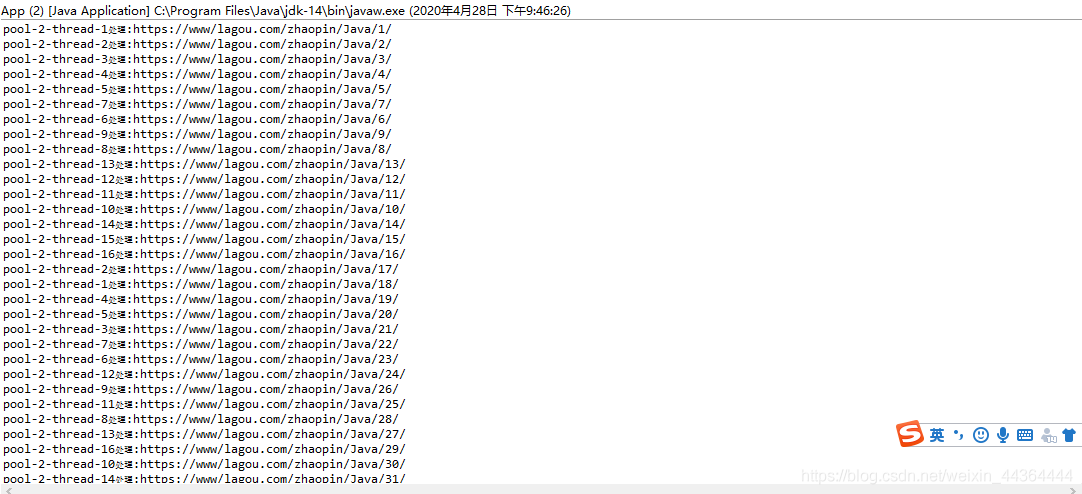 App (2) [Java Application] C:\Program Files\Java\jdk-14\bin\javaw.exe (2020年4月28日 下午9:46:26)
pool-2-thread-1处理:https://www/lagou.com/zhaopin/Java/1/
pool-2-thread-2处理:https://www/lagou.com/zhaopin/Java/2/
pool-2-thread-3处理:https://www/lagou.com/zhaopin/Java/3/
pool-2-thread-4处理:https://www/lagou.com/zhaopin/Java/4/
pool-2-thread-5处理:https://www/lagou.com/zhaopin/Java/5/
pool-2-thread-7处理:https://www/lagou.com/zhaopin/Java/7/
pool-2-thread-6处理:https://www/lagou.com/zhaopin/Java/6/
pool-2-thread-9处理:https://www/lagou.com/zhaopin/Java/9/
pool-2-thread-8处理:https://www/lagou.com/zhaopin/Java/8/
pool-2-thread-13处理:https://www/lagou.com/zhaopin/Java/13/
pool-2-thread-12处理:https://www/lagou.com/zhaopin/Java/12/
pool-2-thread-11处理:https://www/lagou.com/zhaopin/Java/11/
pool-2-thread-10处理:https://www/lagou.com/zhaopin/Java/10/
pool-2-thread-14处理:https://www/lagou.com/zhaopin/Java/14/
pool-2-thread-15处理:https://www/lagou.com/zhaopin/Java/15/
pool-2-thread-16处理:https://www/lagou.com/zhaopin/Java/16/
pool-2-thread-2处理:https://www/lagou.com/zhaopin/Java/17/
pool-2-thread-1处理:https://www/lagou.com/zhaopin/Java/18/
pool-2-thread-4处理:https://www/lagou.com/zhaopin/Java/19/
pool-2-thread-5处理:https://www/lagou.com/zhaopin/Java/20/
pool-2-thread-3处理:https://www/lagou.com/zhaopin/Java/21/
pool-2-thread-7处理:https://www/lagou.com/zhaopin/Java/22/
pool-2-thread-6处理:https://www/lagou.com/zhaopin/Java/23/
pool-2-thread-12处理:https://www/lagou.com/zhaopin/Java/24/
pool-2-thread-9处理:https://www/lagou.com/zhaopin/Java/26/
pool-2-thread-11处理:https://www/lagou.com/zhaopin/Java/25/
pool-2-thread-8处理:https://www/lagou.com/zhaopin/Java/28/
pool-2-thread-13处理:https://www/lagou.com/zhaopin/Java/27/
pool-2-thread-16处理:https://www/lagou.com/zhaopin/Java/29/
pool-2-thread-10处理:https://www/lagou.com/zhaopin/Java/30/
pool-2-thread-14处理:https://www/lagou.com/zhaopin/Java/31/
S 英
https://blog.csdn.net/weixin_44364444